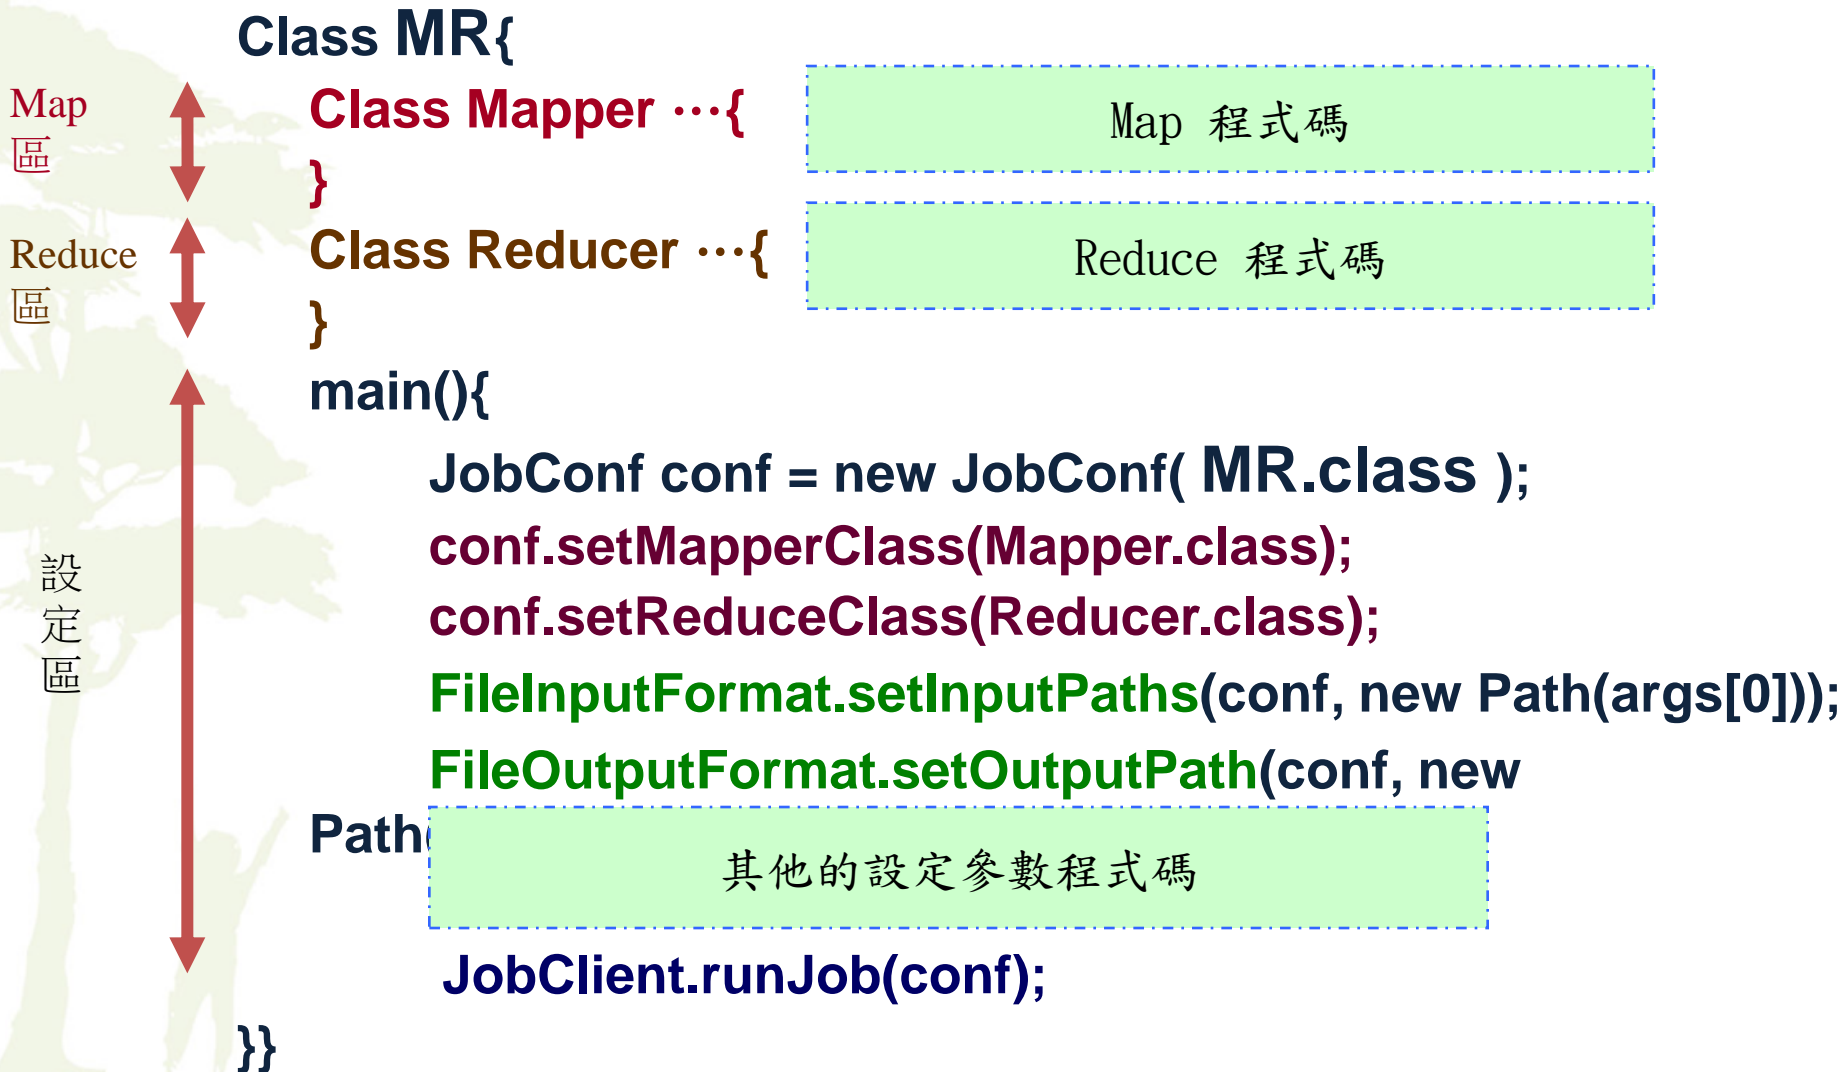 Class MR{
Map
區
Class Mapper ⋯{
Map 程式碼
}
Reduce
區
Class Reducer ⋯{
Reduce 程式碼
}
main(){
JobConf conf = new JobConf( MR.class );
conf.setMapperClass(Mapper.class);
設
定
區
conf.setReduceClass(Reducer.class);
FileInputFormat.setInputPaths(conf, new Path(args[0]));
FileOutputFormat.setOutputPath(conf, new
Path(
其他的設定參數程式碼
JobClient.runJob(conf);
}}